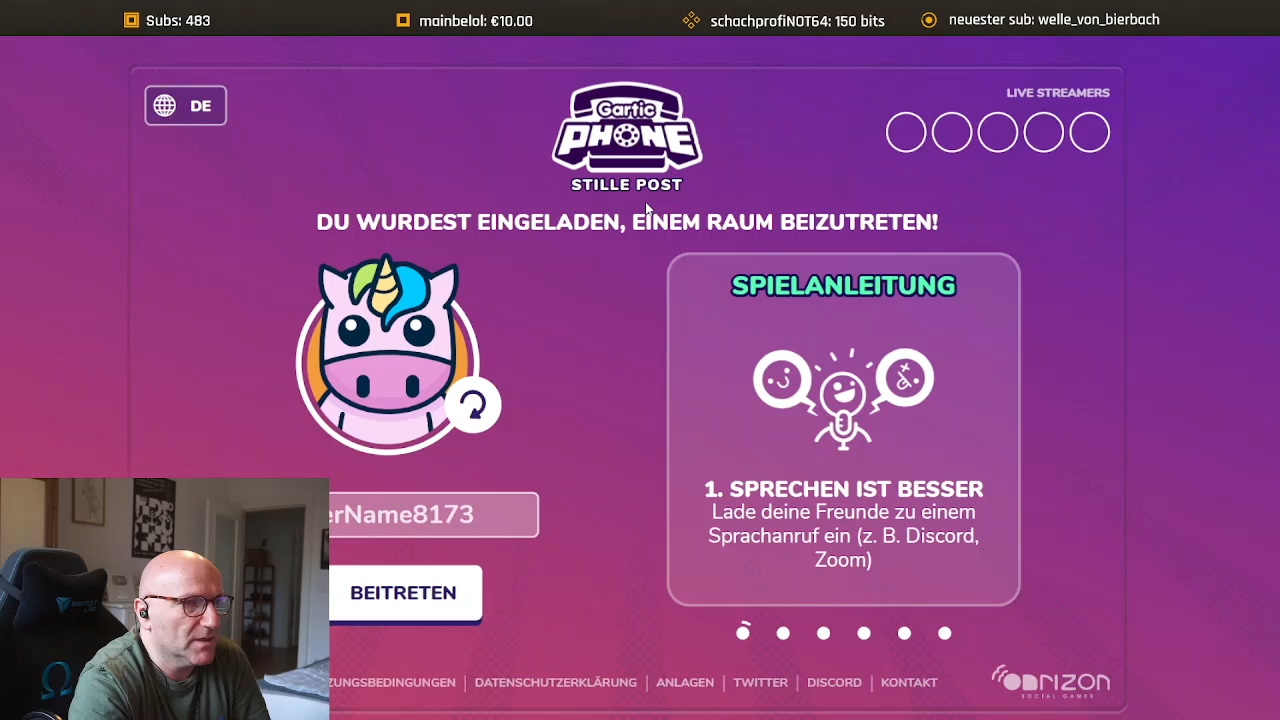 Subs: 483
mainbelol: €10.00
schachprofiN0T64: 150 bits
neuester sub: welle_von_bierbach
DE
Gartic
PHONE
STILLE POST
LIVE STREAMERS
DU WURDEST EINGELADEN, EINEM RAUM BEIZUTRETEN!
SPIELANLEITUNG
1. SPRECHEN IST BESSER
Lade deine Freunde zu einem
Sprachanruf ein (z. B. Discord,
Zoom)
erName8173
BEITRETEN
ZUNGSBEDINGUNGEN | DATENSCHUTZERKLÄRUNG | ANLAGEN | TWITTER | DISCORD | KONTAKT
ONRIZON
SOCIAL GAMES